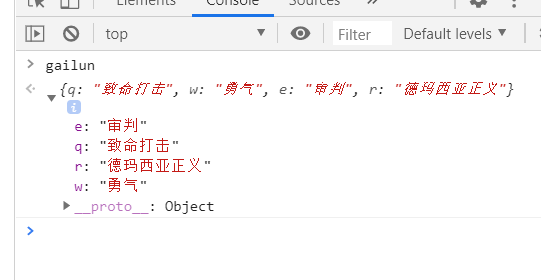 Elements Console Sources »
top Filter Default levels
gailun
{q: "致命打击", w: "勇气", e: "审判", r: "德玛西亚正义"}
i
e: "审判"
q: "致命打击"
r: "德玛西亚正义"
w: "勇气"
__proto__: Object